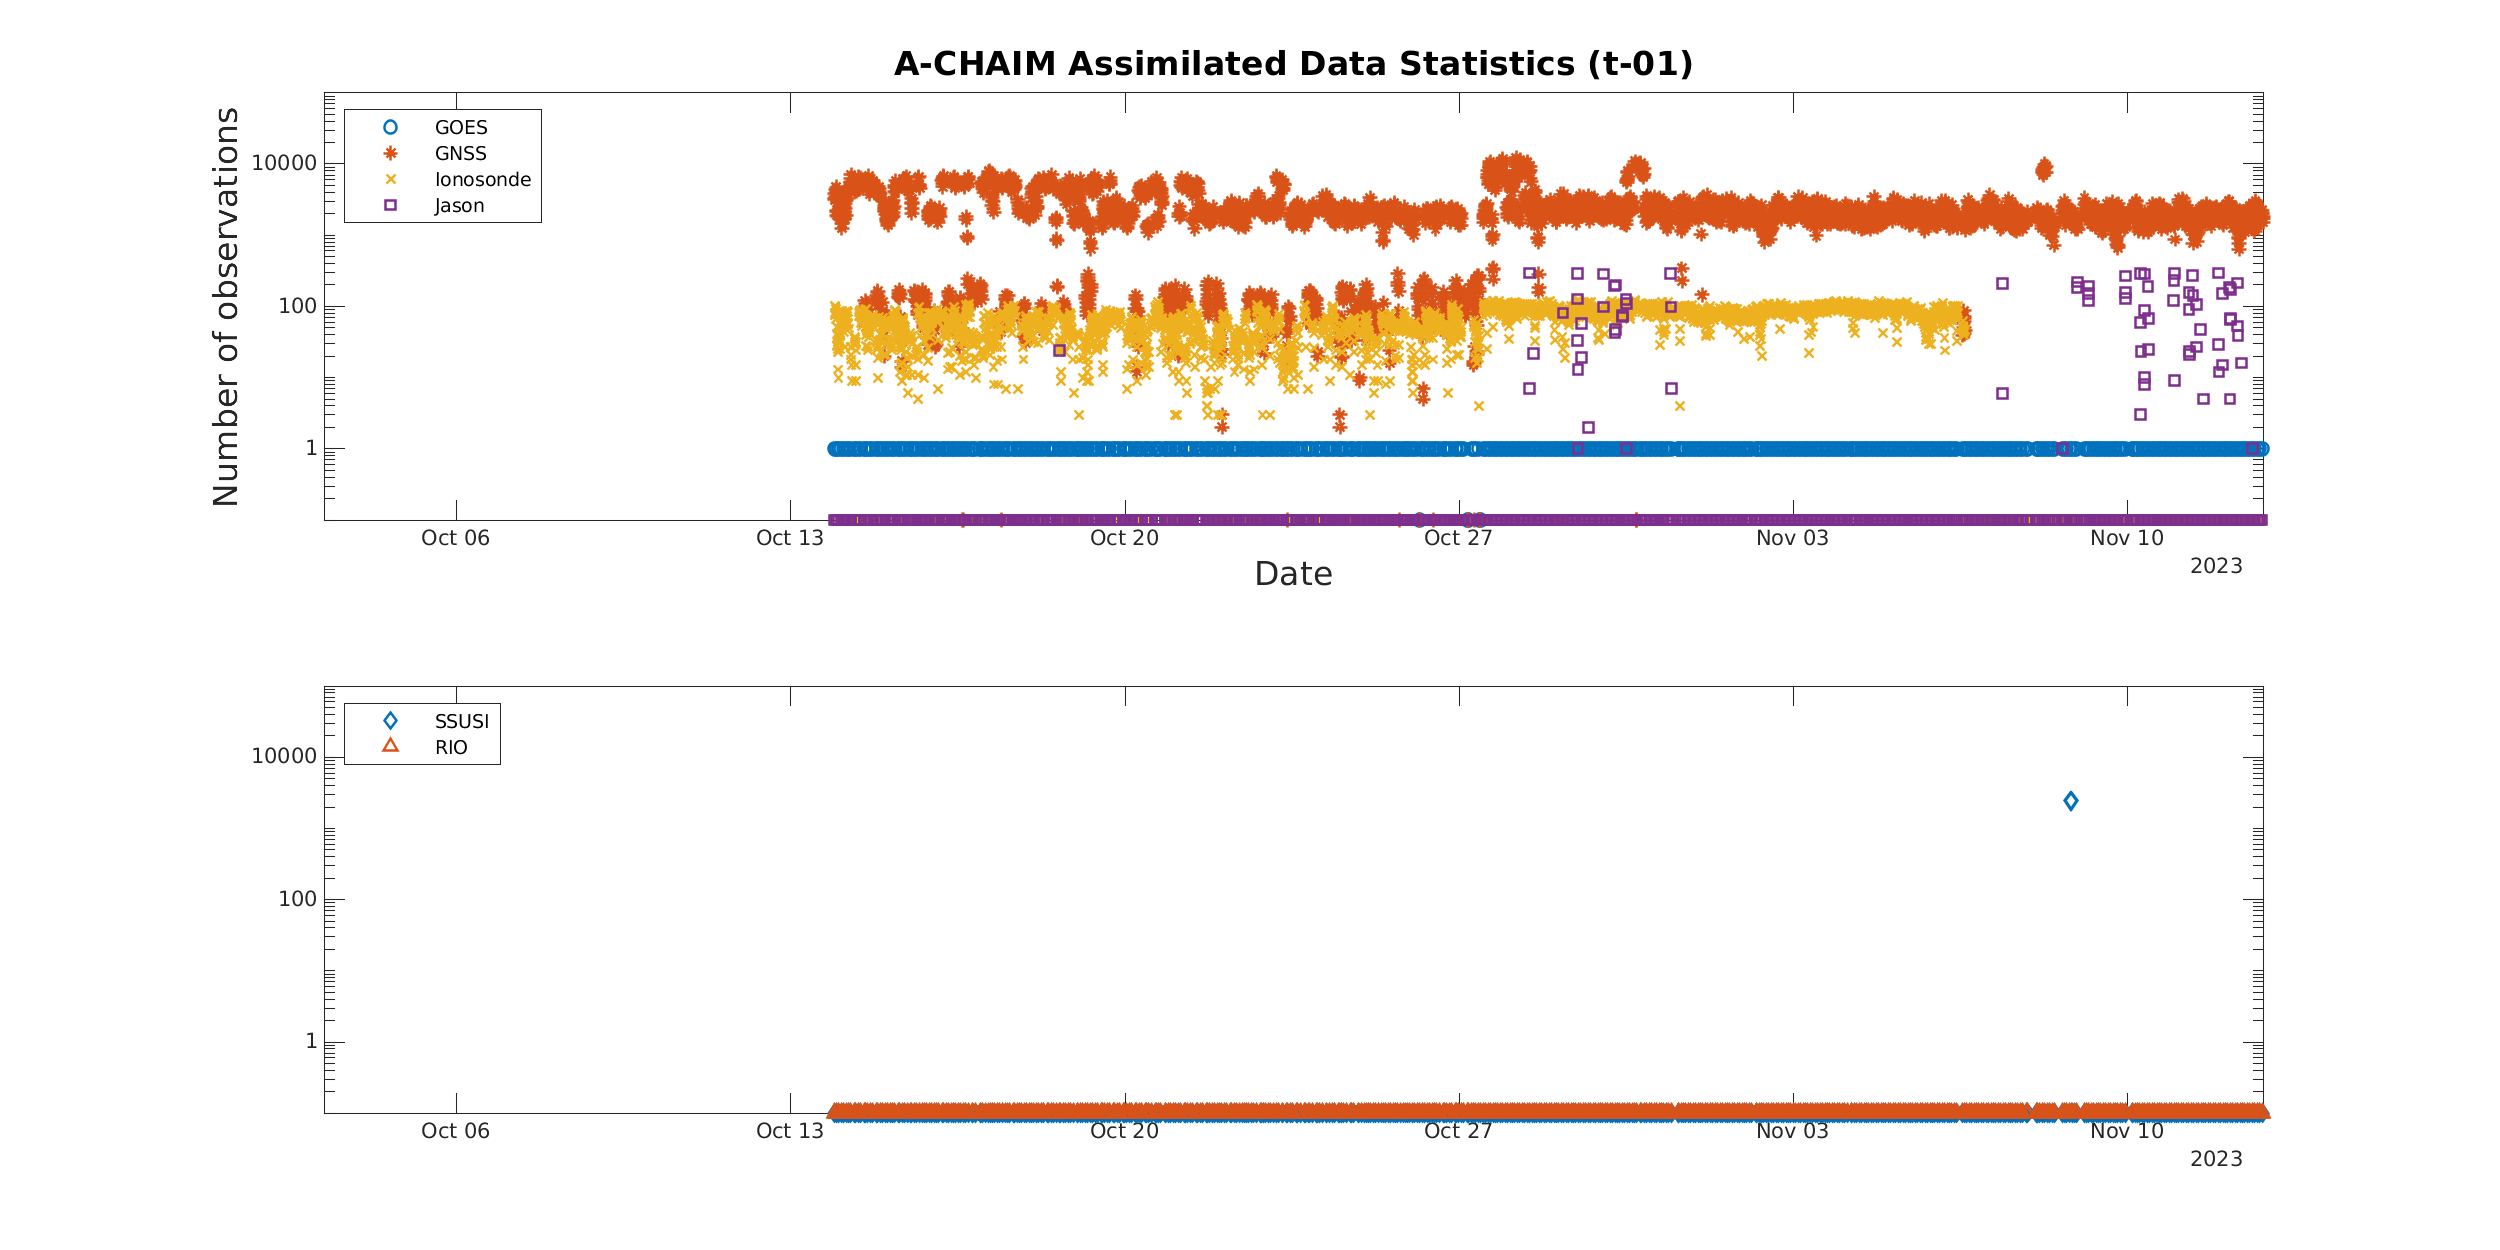 A-CHAIM Assimilated Data Statistics (t-01)
Number of observations
GOES
GNSS
Ionosonde
Jason
10000
100
1
Oct 06 Oct 13 Oct 20 Oct 27 Nov 03 Nov 10
2023
Date
SSUSI
RIO
10000
100
1
Oct 06 Oct 13 Oct 20 Oct 27 Nov 03 Nov 10
2023